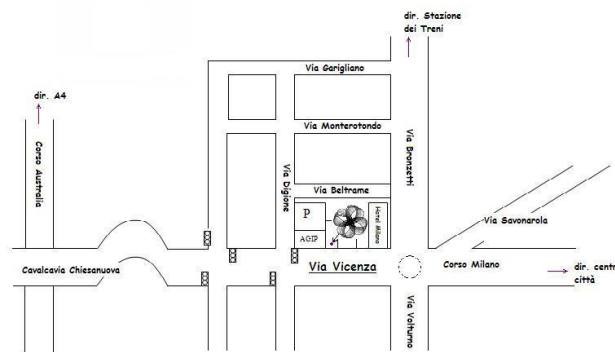 dir. Stazione
dei Treni
Via Garigliano
dir. A4
Via Monterotondo
Corso Australia
Via Bronzetti
Via Digione
Via Beltrame
P
Hotel Milano
Via Savonarola
AGIP
Cavalcavia Chiesanuova
Via Vicenza
Corso Milano
dir. centr
città
Via Volturno